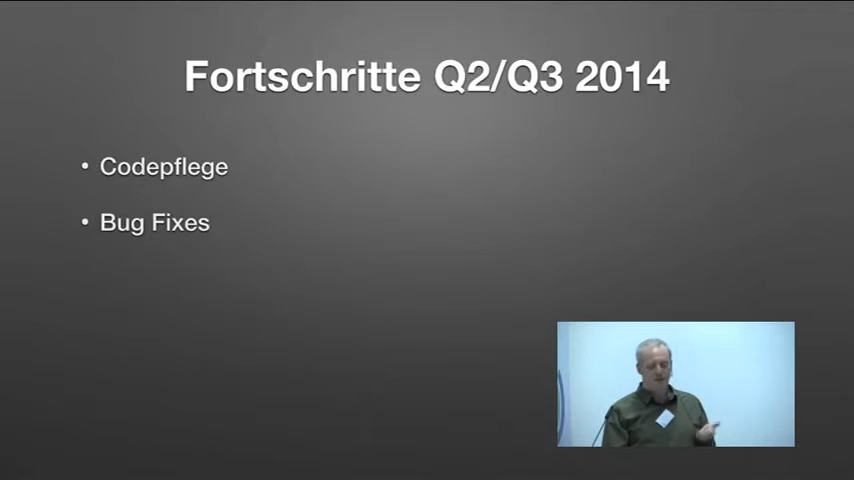 Fortschritte Q2/Q3 2014
• Codepflege
• Bug Fixes